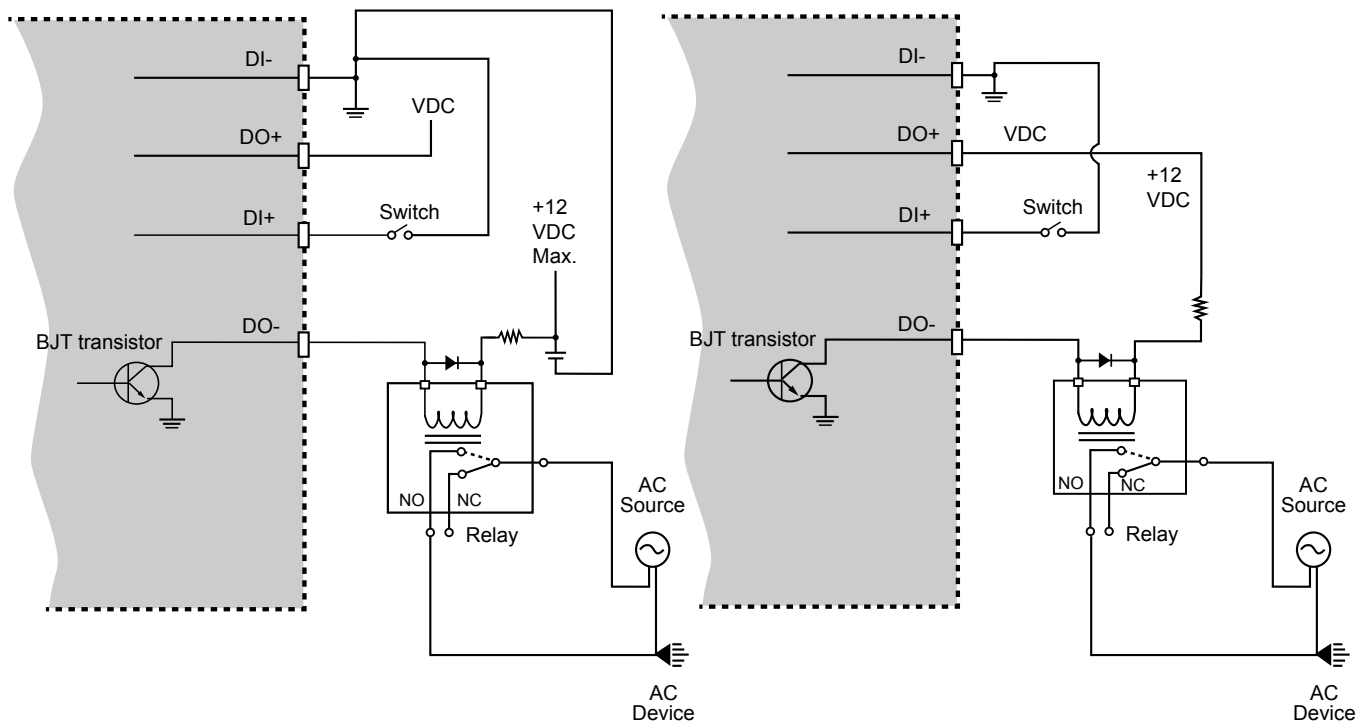 DI-
DO+
VDC
DI+
Switch
+12
VDC
Max.
DO-
BJT transistor
NO
NC
Relay
AC
Source
AC
Device
DI-
DO+
VDC
+12
VDC
DI+
Switch
DO-
BJT transistor
NO
NC
Relay
AC
Source
AC
Device